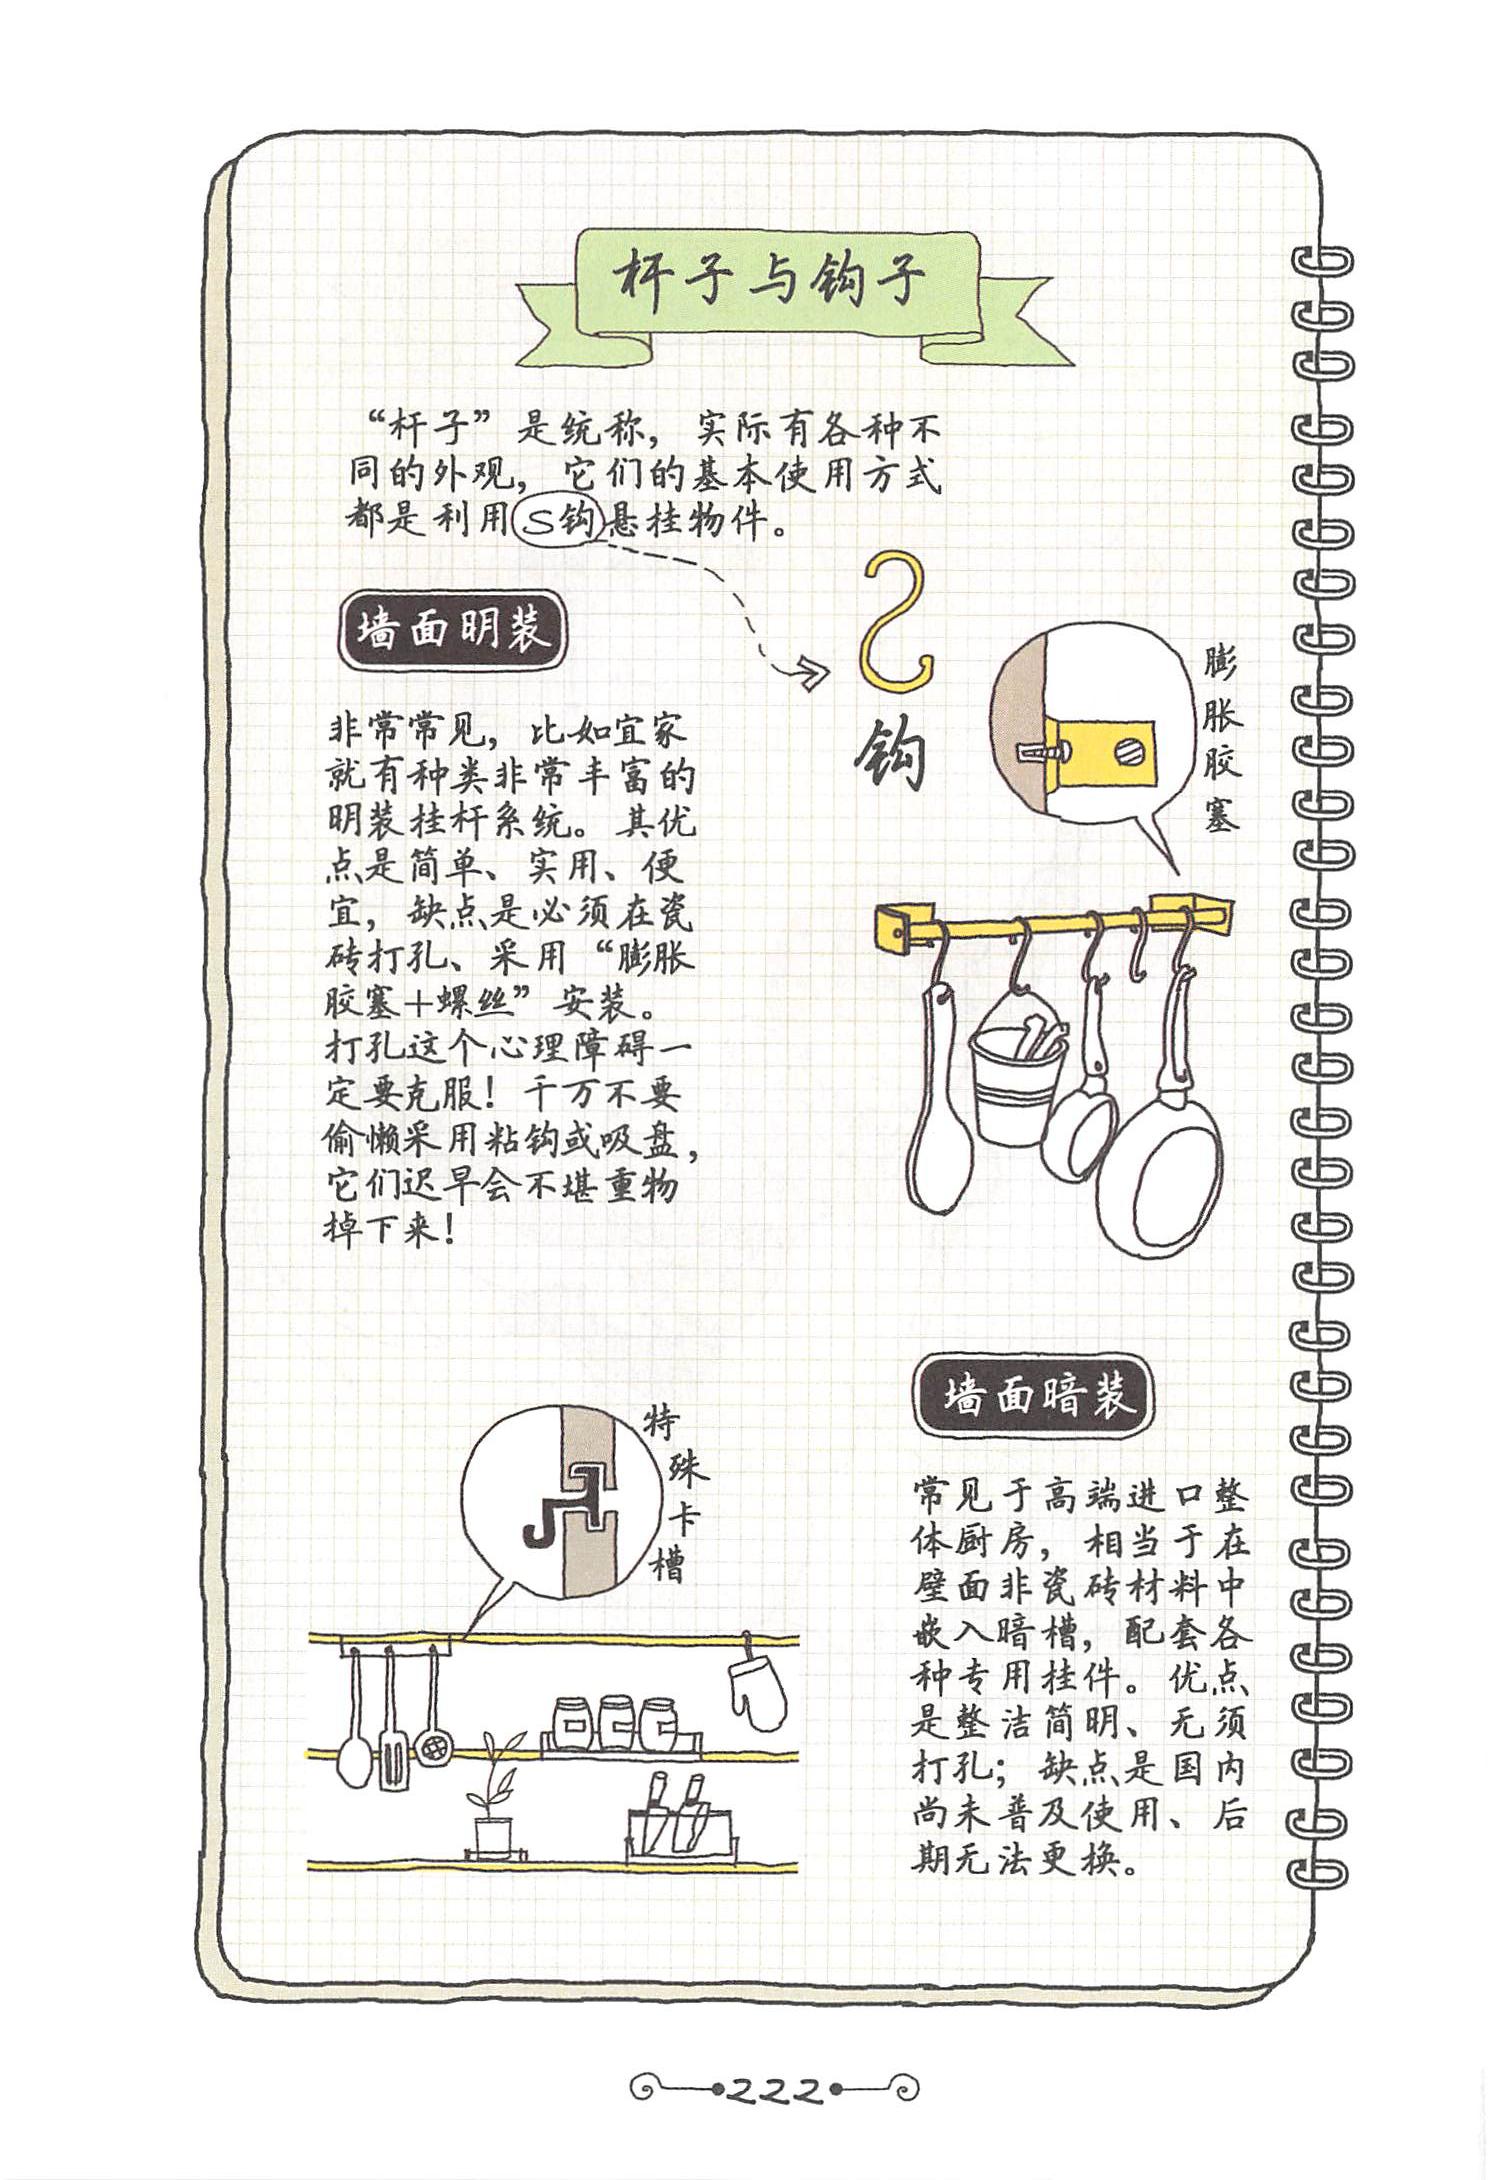 杆子与钩子
“杆子”是统称，实际有各种不
同的外观，它们的基本使用方式
都是利用S钩悬挂物件。
墙面明装
钩
膨
胀
胶
塞
非常常见，比如宜家
就有种类非常丰富的
明装挂杆系统。其优
点是简单、实用、便
宜，缺点是必须在瓷
砖打孔、采用“膨胀
胶塞+螺丝”安装。
打孔这个心理障碍一
定要克服！千万不要
偷懒采用粘钩或吸盘，
它们迟早会不堪重物
掉下来！
特
殊
卡
槽
墙面暗装
常见于高端进口整
体厨房，相当于在
壁面非瓷砖材料中
嵌入暗槽，配套各
种专用挂件。优点
是整洁简明、无须
打孔；缺点是国内
尚未普及使用、后
期无法更换。
222